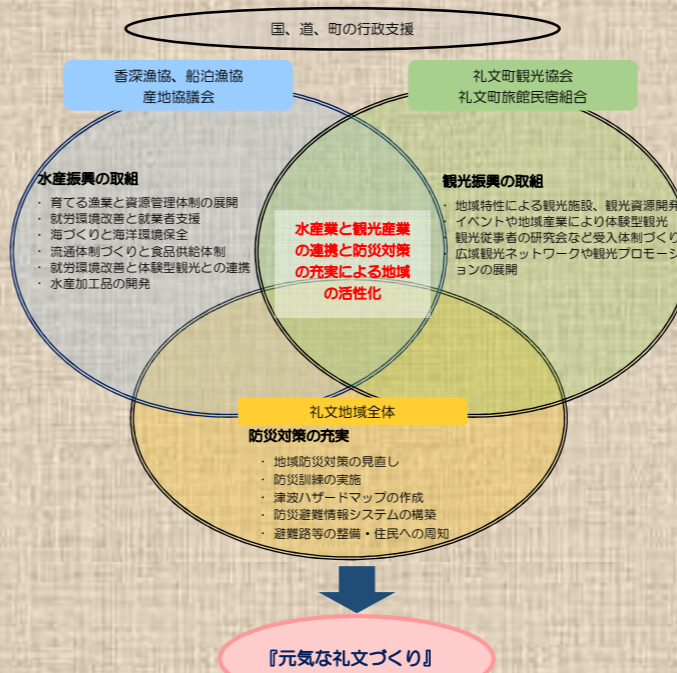 国、道、町の行政支援
香深漁協、船泊漁協
産地協議会
礼文町観光協会
礼文町旅館民宿組合
水産振興の取組
・ 育てる漁業と資源管理体制の展開
・ 就労環境改善と就業者支援
・ 海づくりと海洋環境保全
・ 流通体制づくりと食品供給体制
・ 就労環境改善と体験型観光との連携
・ 水産加工品の開発
観光振興の取組
・ 地域特性による観光施設、観光資源開発
イベントや地域産業により体験型観光
観光従事者の研究会など受入体制づくり
広域観光ネットワークや観光プロモーシ
ョンの展開
水産業と観光産業
の連携と防災対策
の充実による地域
の活性化
礼文地域全体
防災対策の充実
・ 地域防災対策の見直し
・ 防災訓練の実施
・ 津波ハザードマップの作成
・ 防災避難情報システムの構築
・ 避難路等の整備・住民への周知
『元気な礼文づくり』